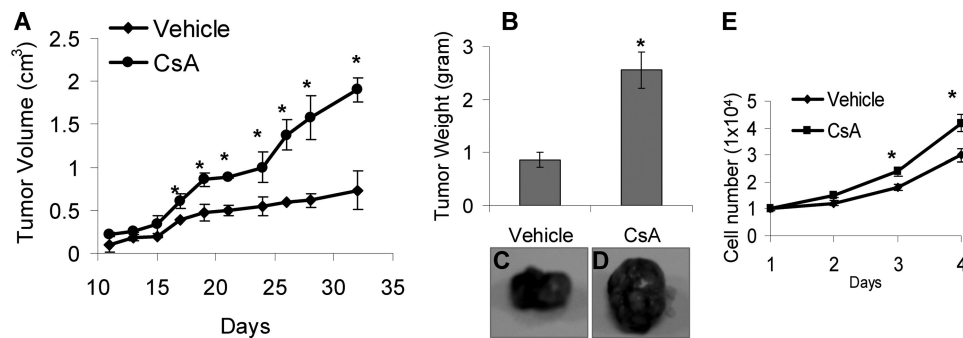 A
Vehicle
CsA
Tumor Volume (cm³)
2.5
2
1.5
1
0.5
0
* * * * * * *
10 15 20 25 30 35
Days
B
Tumor Weight (gram)
3
2
1
0
*
Vehicle CsA
C D
E
Vehicle
CsA
Cell number (1x10⁴)
5
4
3
2
1
0
* *
1 2 3 4
Days